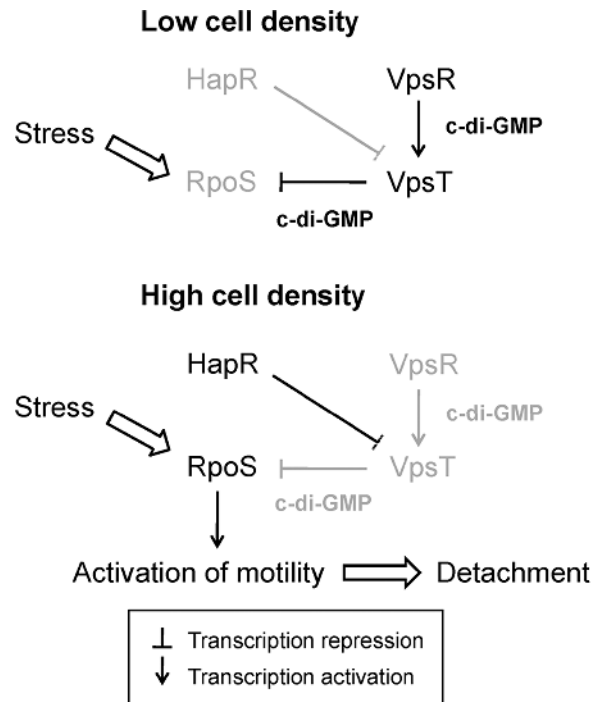 Low cell density
HapR VpsR
c-di-GMP
Stress
RpoS VpsT
c-di-GMP
High cell density
HapR VpsR
c-di-GMP
Stress
RpoS VpsT
c-di-GMP
Activation of motility Detachment
Transcription repression
Transcription activation